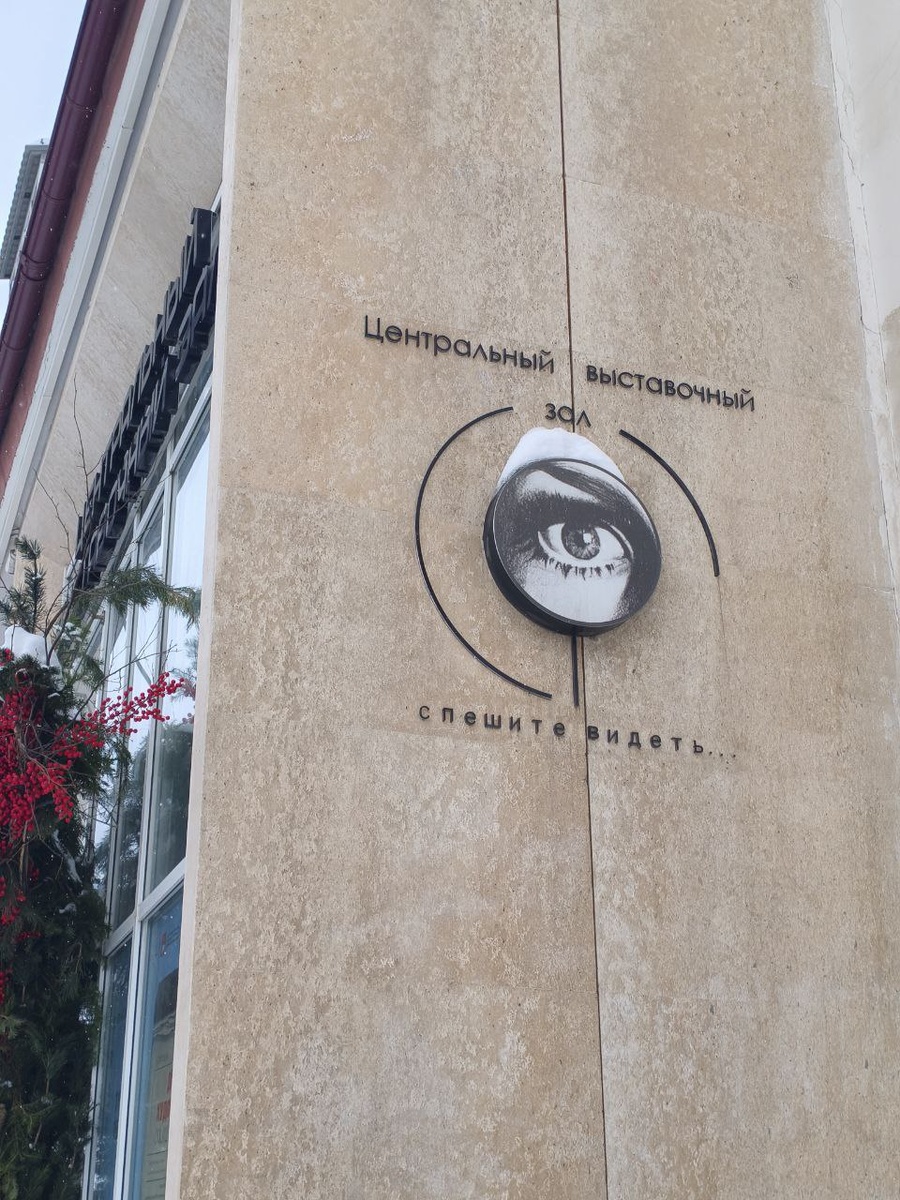 Центральный выставочный
зал
спешите видеть...